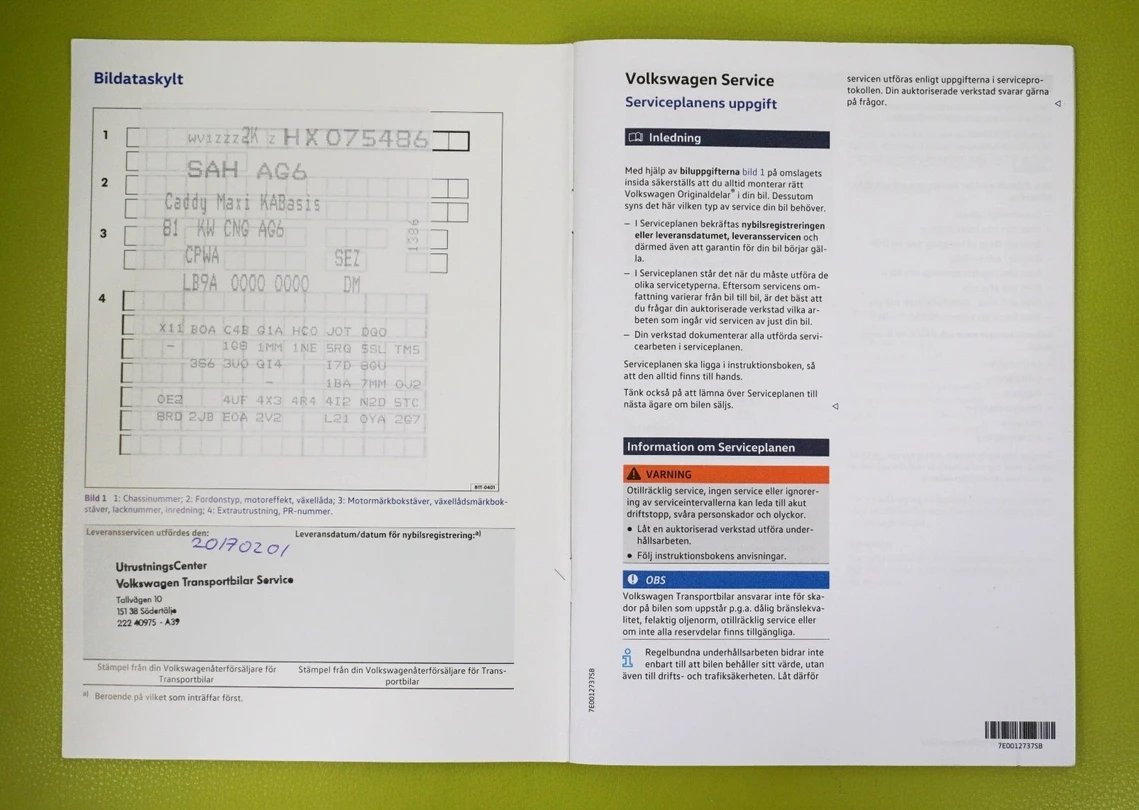 Bildataskylt
1 WV1ZZZ2K Z HX075486
SAH AG6
2
Caddy Maxi KABasis
3 81 KW CNG AG6
1386
CPWA SEZ
LB9A 0000 0000 DM
4
X11 B0A C4B G1A HC0 J0T DG0
- 1G8 1MM 1NE 5RQ 5SL TM5
3S6 3U0 QI4 17D 8GU
- 1BA 7MM 0J2
0E2 4UF 4X3 4R4 4I2 N2D 5TC
8RD 2JB E0A 2V2 L21 0YA 2G7
B1T-0401
Bild 1 1: Chassinummer; 2: Fordonstyp, motoreffekt, växellåda; 3: Motormärkbokstäver, växellådsmärkbok-
stäver, lacknummer, inredning; 4: Extrautrustning, PR-nummer.
Leveransservicen utfördes den:
20170201
Leveransdatum/datum för nybilsregistrering:a)
UtrustningsCenter
Volkswagen Transportbilar Service
Tallvägen 10
151 38 Södertälje
222 40975 - A39
Stämpel från din Volkswagenåterförsäljare för
Transportbilar
Stämpel från din Volkswagenåterförsäljare för Trans-
portbilar
a) Beroende på vilket som inträffar först.
Volkswagen Service
Serviceplanens uppgift
Inledning
Med hjälp av biluppgifterna bild 1 på omslagets
insida säkerställs att du alltid monterar rätt
Volkswagen Originaldelar® i din bil. Dessutom
syns det här vilken typ av service din bil behöver.
– I Serviceplanen bekräftas nybilsregistreringen
eller leveransdatumet, leveransservicen och
därmed även att garantin för din bil börjar gäl-
la.
– I Serviceplanen står det när du måste utföra de
olika servicetyperna. Eftersom servicens om-
fattning varierar från bil till bil, är det bäst att
du frågar din auktoriserade verkstad vilka ar-
beten som ingår vid servicen av just din bil.
– Din verkstad dokumenterar alla utförda servi-
cearbeten i serviceplanen.
Serviceplanen ska ligga i instruktionsboken, så
att den alltid finns till hands.
Tänk också på att lämna över Serviceplanen till
nästa ägare om bilen säljs.
Information om Serviceplanen
VARNING
Otillräcklig service, ingen service eller ignorer-
ing av serviceintervallerna kan leda till akut
driftstopp, svåra personskador och olyckor.
● Låt en auktoriserad verkstad utföra under-
hållsarbeten.
● Följ instruktionsbokens anvisningar.
OBS
Volkswagen Transportbilar ansvarar inte för ska-
dor på bilen som uppstår p.g.a. dålig bränslekva-
litet, felaktig oljenorm, otillräcklig service eller
om inte alla reservdelar finns tillgängliga.
Regelbundna underhållsarbeten bidrar inte
enbart till att bilen behåller sitt värde, utan
även till drifts- och trafiksäkerheten. Låt därför
servicen utföras enligt uppgifterna i servicepro-
tokollen. Din auktoriserade verkstad svarar gärna
på frågor.
7E0012737SB
7E0012737SB